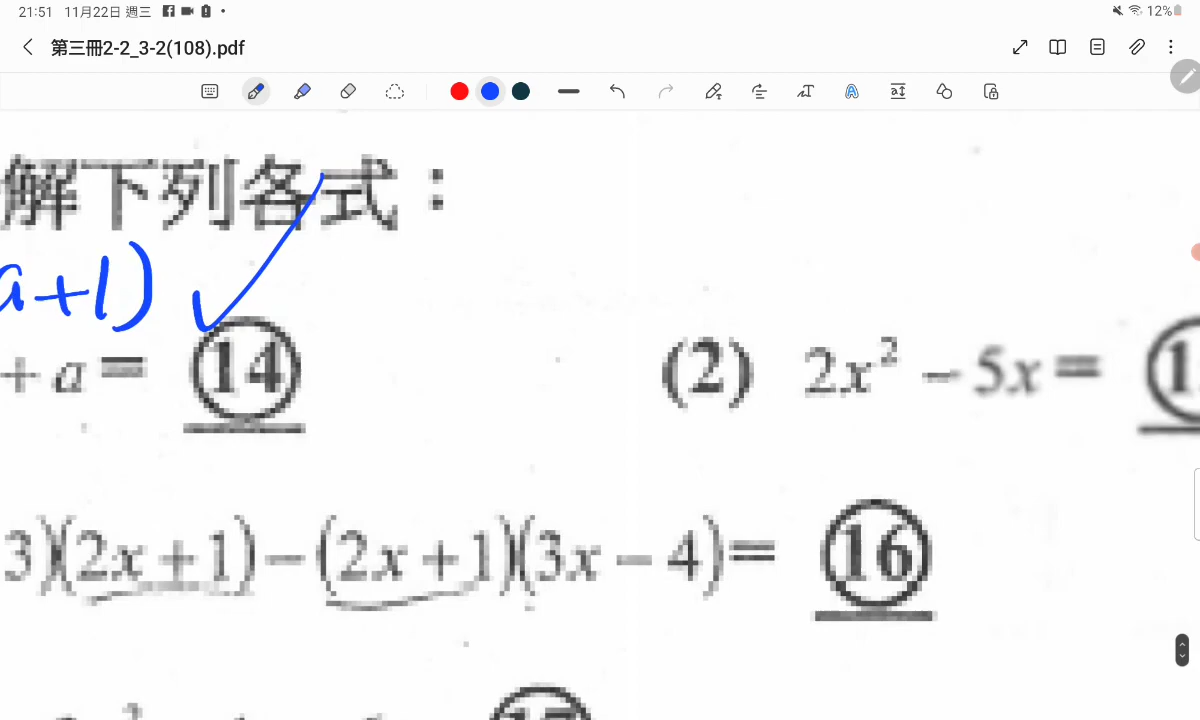 21:51 11月22日 週三 12%
第三冊2-2_3-2(108).pdf
解下列各式：
a+1)
+a= 14 (2) 2x² −5x=
3)(2x+1)−(2x+1)(3x−4)= 16